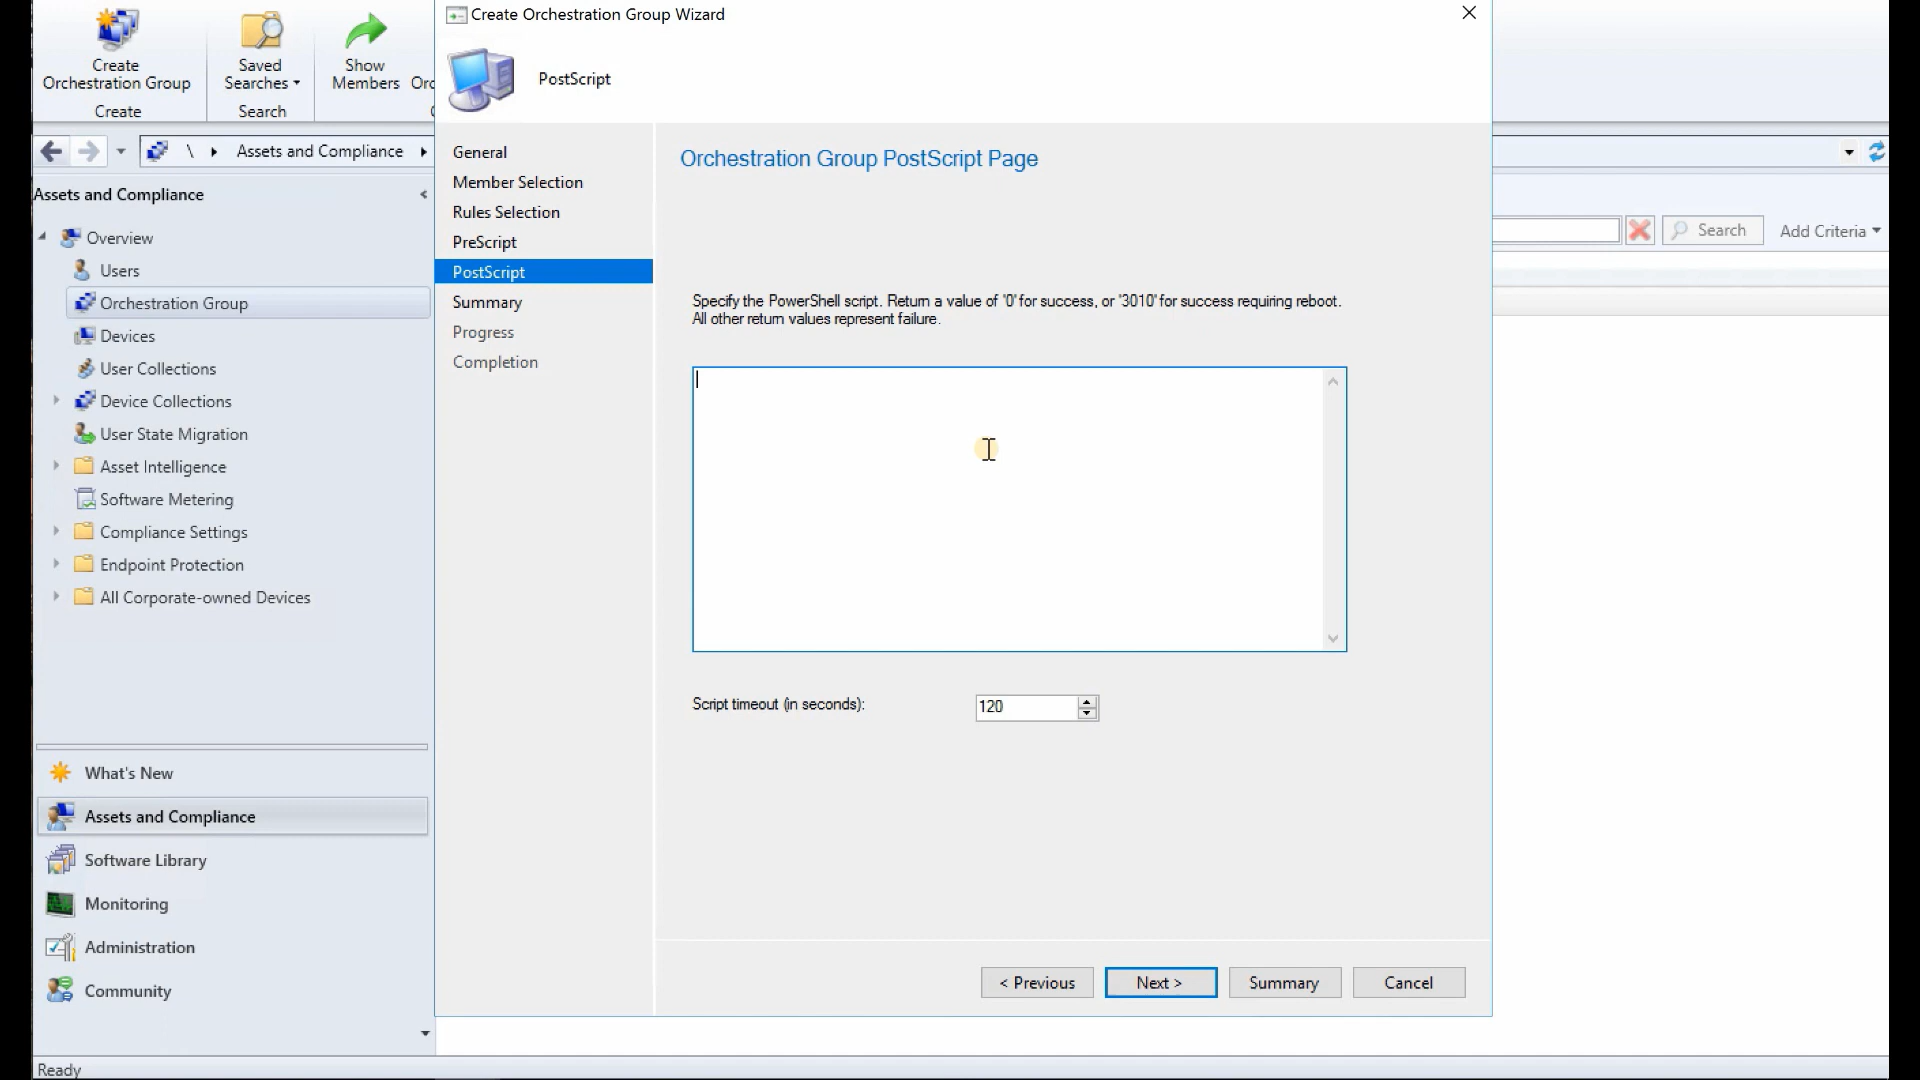 Create Orchestration Group Wizard
Create
Orchestration Group
Saved
Searches
Show
Members
Create
Search
PostScript
\ Assets and Compliance
Assets and Compliance
Overview
Users
Orchestration Group
Devices
User Collections
Device Collections
User State Migration
Asset Intelligence
Software Metering
Compliance Settings
Endpoint Protection
All Corporate-owned Devices
What's New
Assets and Compliance
Software Library
Monitoring
Administration
Community
Ready
General
Member Selection
Rules Selection
PreScript
PostScript
Summary
Progress
Completion
Orchestration Group PostScript Page
Specify the PowerShell script. Return a value of '0' for success, or '3010' for success requiring reboot.
All other return values represent failure.
Script timeout (in seconds):
120
< Previous
Next >
Summary
Cancel
Search
Add Criteria